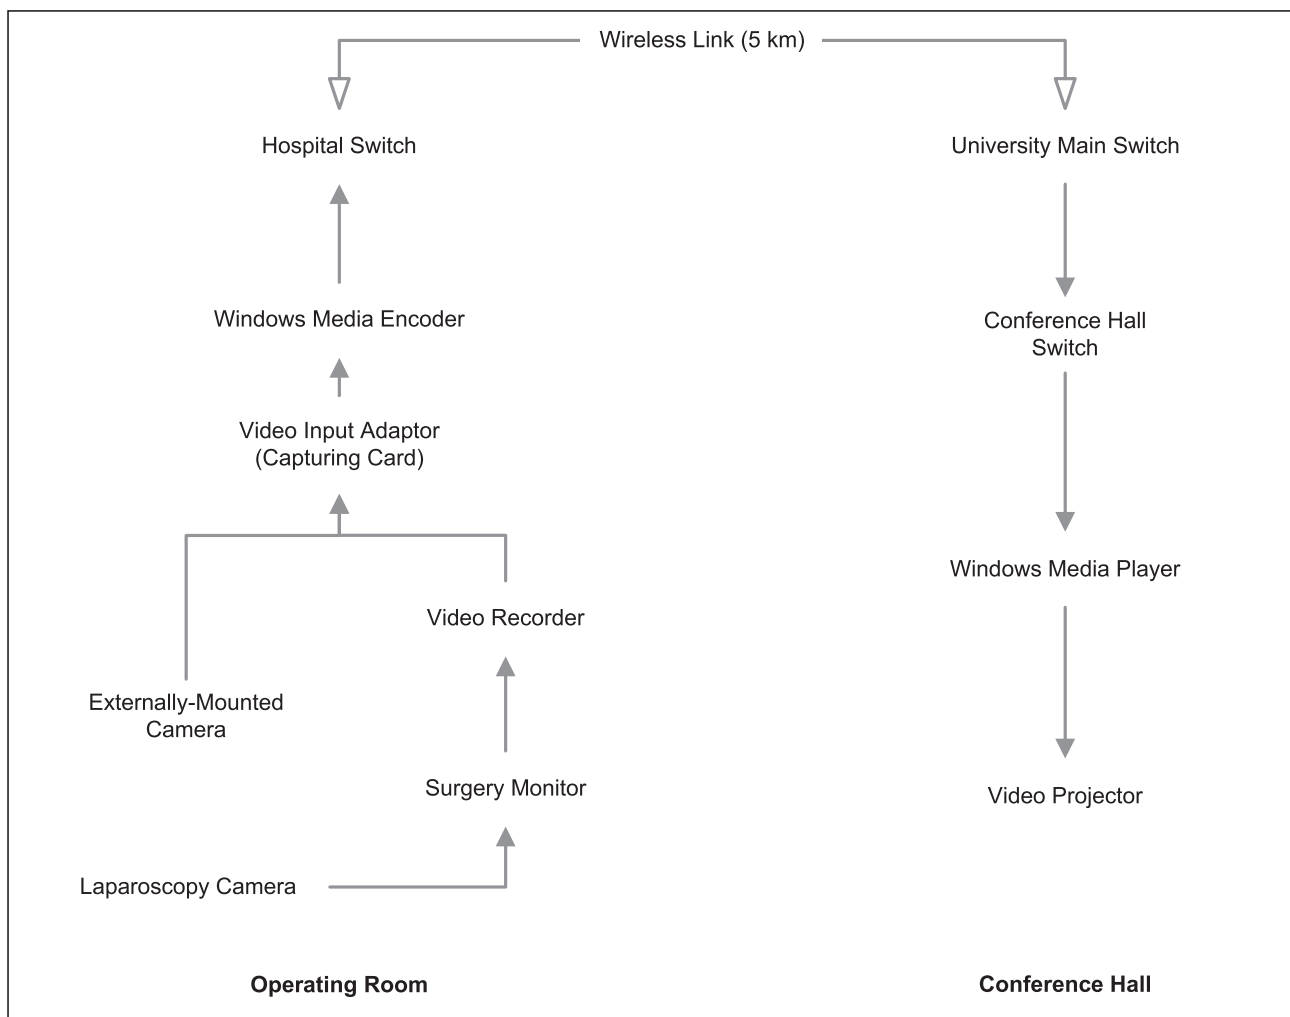 Wireless Link (5 km)
Hospital Switch
University Main Switch
Windows Media Encoder
Conference Hall
Switch
Video Input Adaptor
(Capturing Card)
Windows Media Player
Video Recorder
Externally-Mounted
Camera
Surgery Monitor
Video Projector
Laparoscopy Camera
Operating Room
Conference Hall